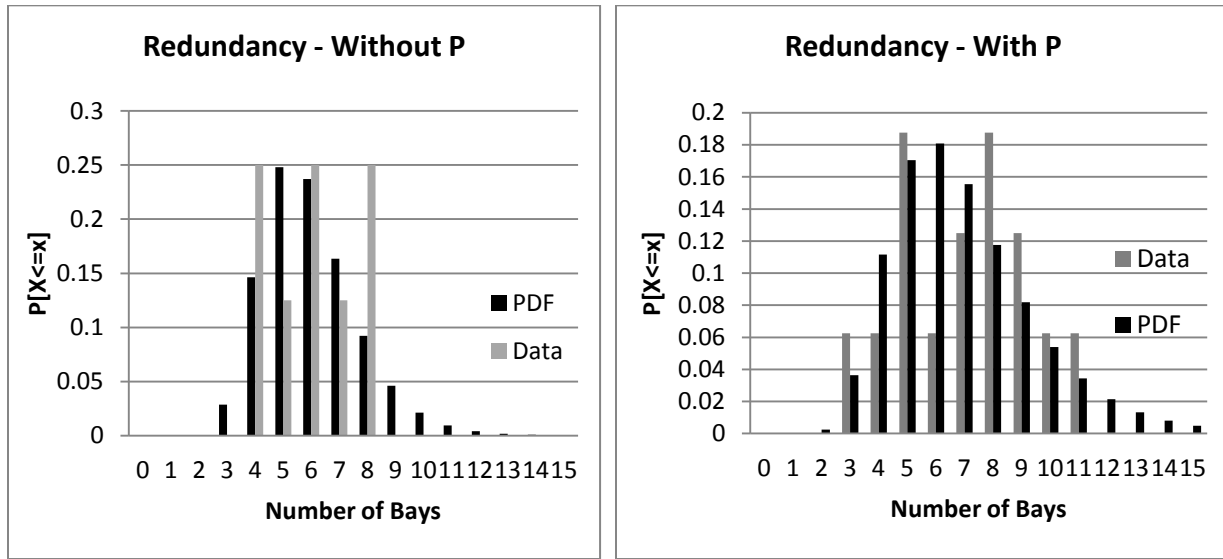 Redundancy - Without P
0.3
0.25
0.2
0.15
0.1
0.05
0
P[X<=x]
PDF
Data
0 1 2 3 4 5 6 7 8 9 10 11 12 13 14 15
Number of Bays
Redundancy - With P
0.2
0.18
0.16
0.14
0.12
0.1
0.08
0.06
0.04
0.02
0
P[X<=x]
Data
PDF
0 1 2 3 4 5 6 7 8 9 10 11 12 13 14 15
Number of Bays